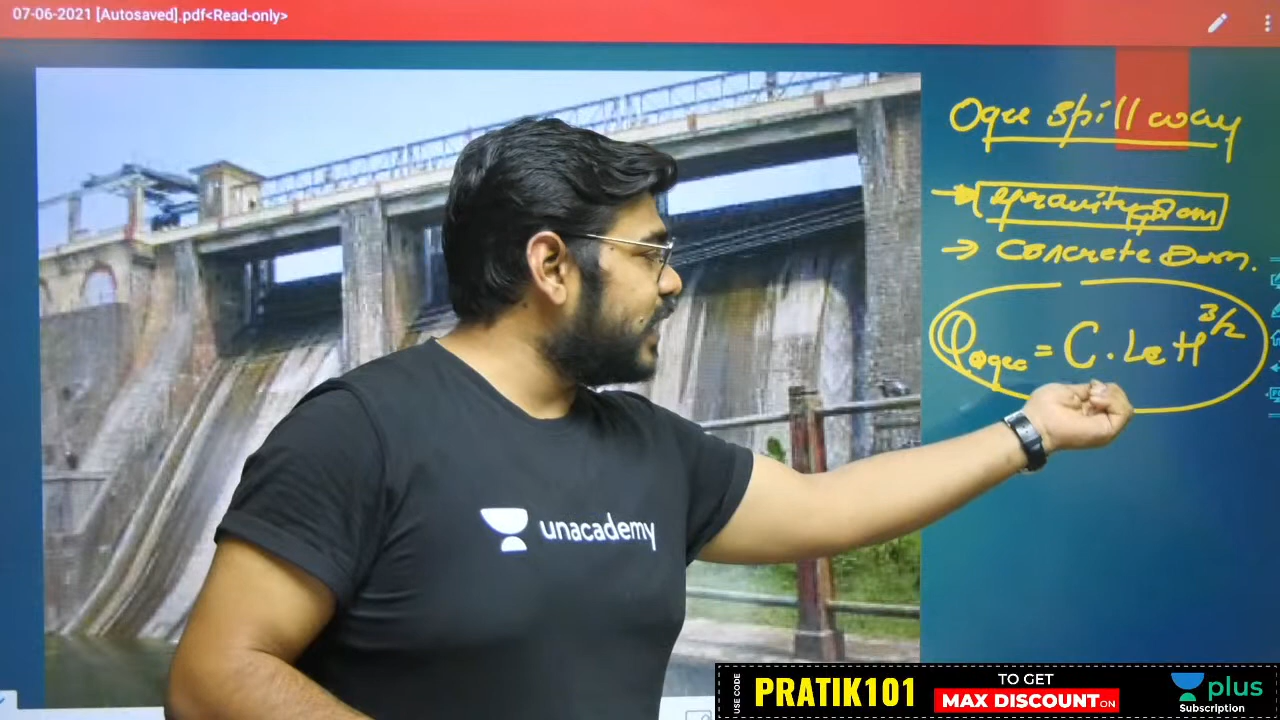 07-06-2021 [Autosaved].pdf<Read-only>
Ogee spillway
→ Gravity Dam
→ Concrete Dam.
Qogee = C. Le H^3/2
unacademy
USE CODE
PRATIK101
TO GET
MAX DISCOUNT ON
plus
Subscription